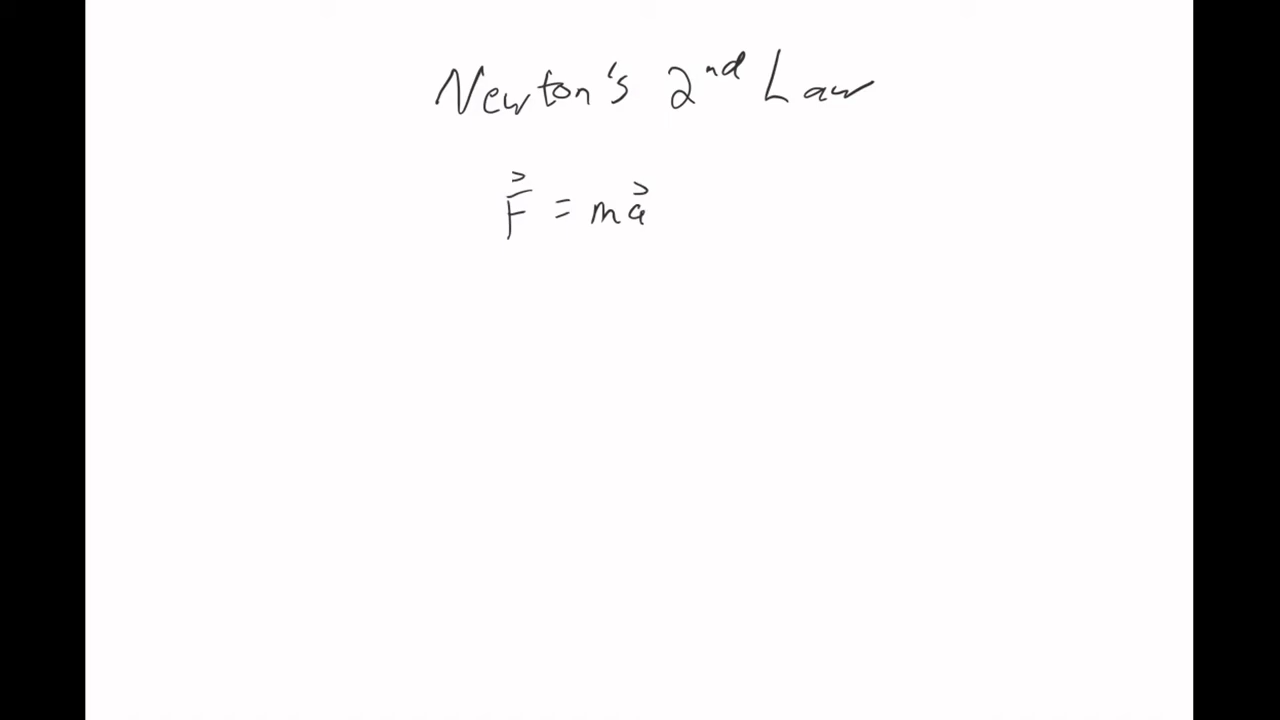 Newton's 2nd Law
F⃗ = ma⃗